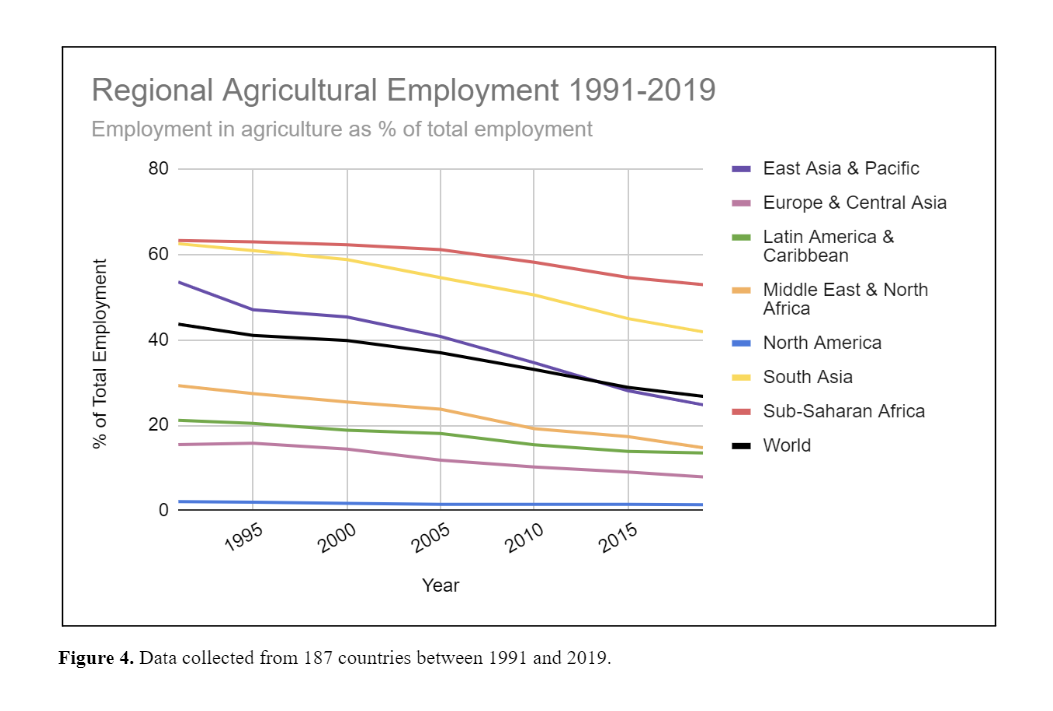 Regional Agricultural Employment 1991-2019
Employment in agriculture as % of total employment
% of Total Employment
80
60
40
20
0
1995
2000
2005
2010
2015
Year
East Asia & Pacific
Europe & Central Asia
Latin America &
Caribbean
Middle East & North
Africa
North America
South Asia
Sub-Saharan Africa
World
Figure 4. Data collected from 187 countries between 1991 and 2019.